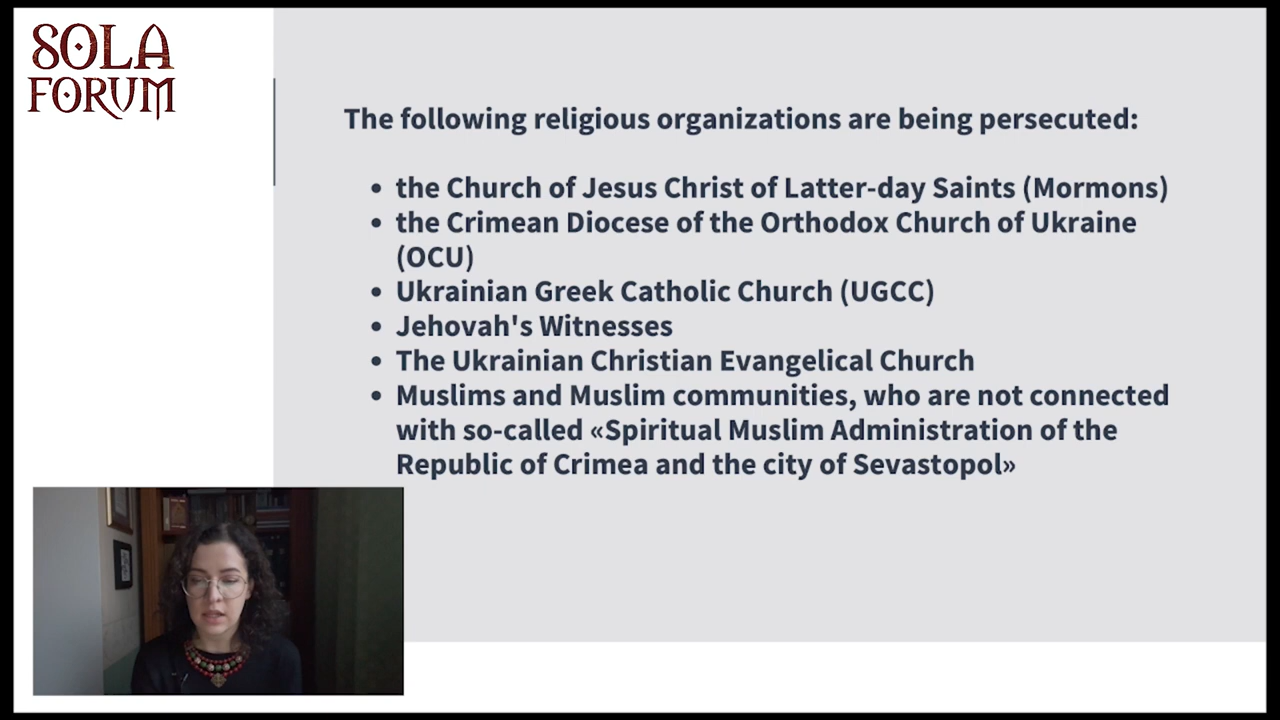 SOLA
FORUM
The following religious organizations are being persecuted:
• the Church of Jesus Christ of Latter-day Saints (Mormons)
• the Crimean Diocese of the Orthodox Church of Ukraine
(OCU)
• Ukrainian Greek Catholic Church (UGCC)
• Jehovah's Witnesses
• The Ukrainian Christian Evangelical Church
• Muslims and Muslim communities, who are not connected
with so-called «Spiritual Muslim Administration of the
Republic of Crimea and the city of Sevastopol»